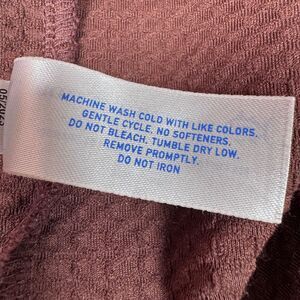 MACHINE WASH COLD WITH LIKE COLORS.
GENTLE CYCLE. NO SOFTENERS.
DO NOT BLEACH. TUMBLE DRY LOW.
REMOVE PROMPTLY.
DO NOT IRON